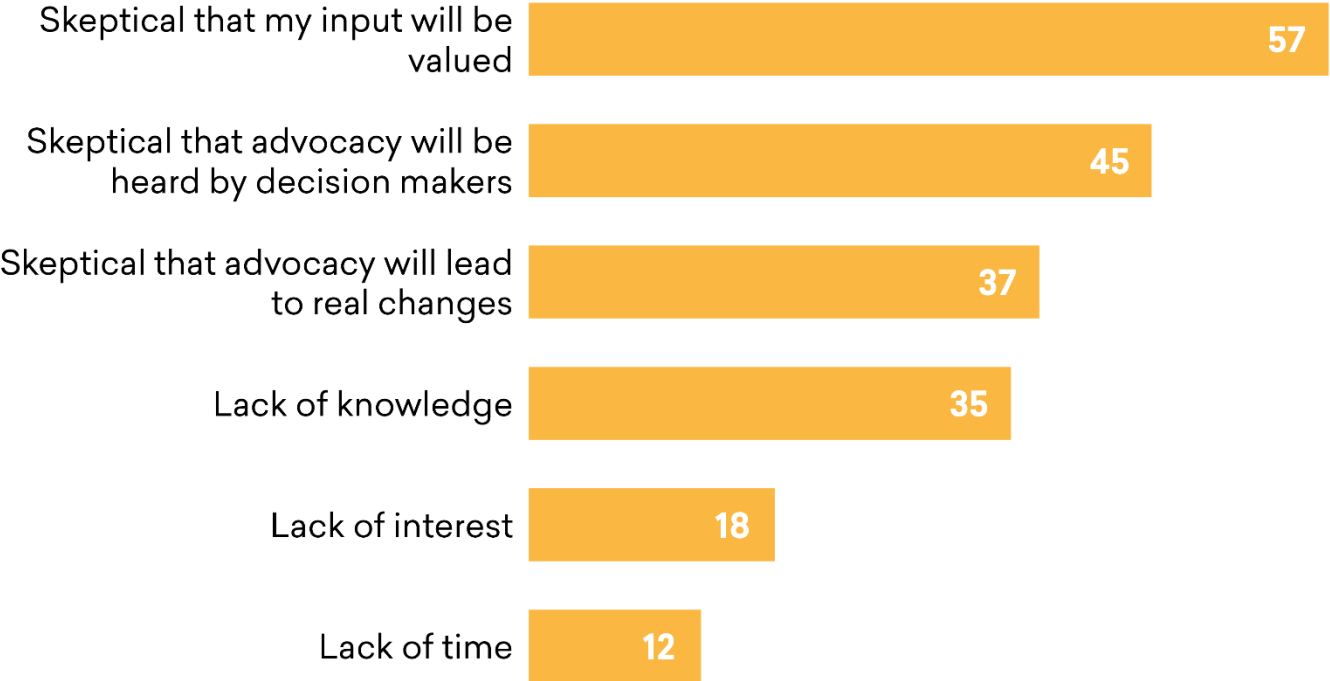 Skeptical that my input will be
valued
57
Skeptical that advocacy will be
heard by decision makers
45
Skeptical that advocacy will lead
to real changes
37
Lack of knowledge
35
Lack of interest
18
Lack of time
12